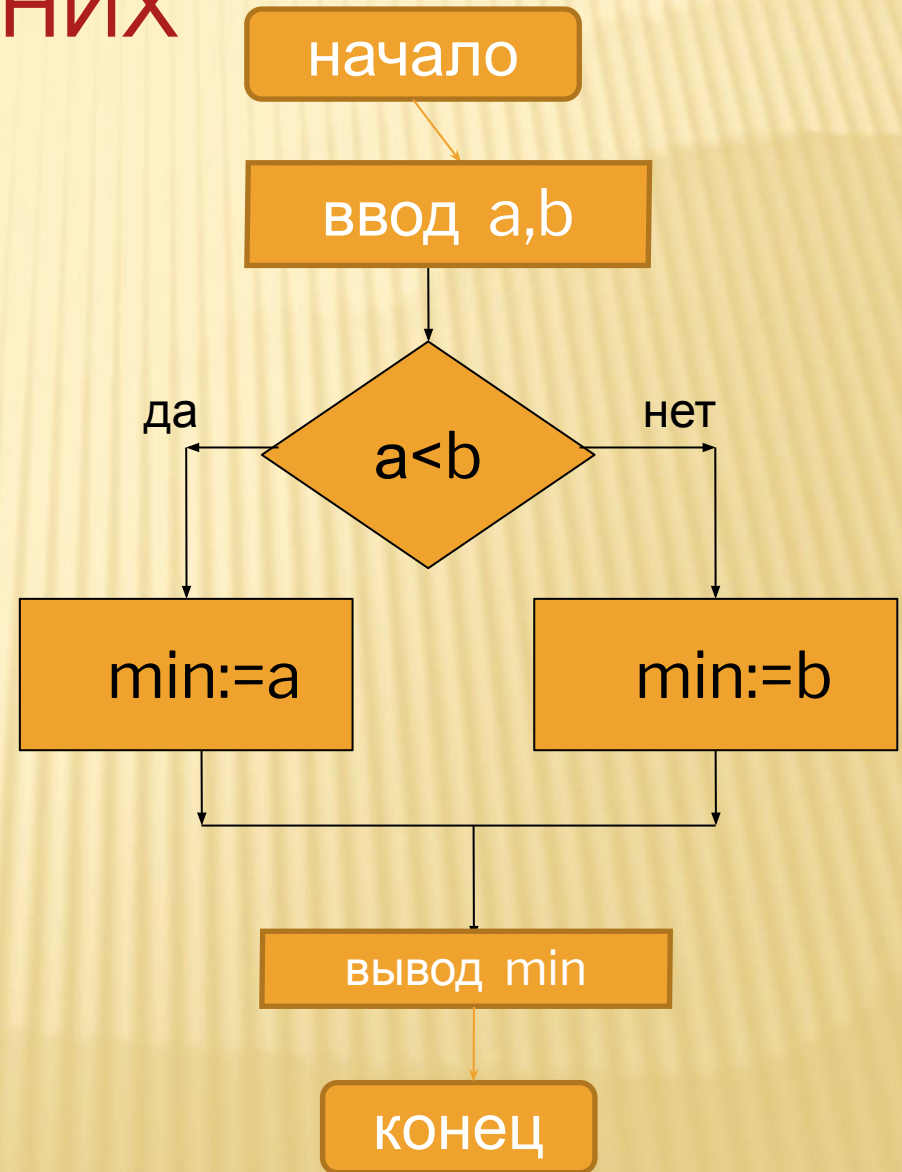 них
начало
ввод a,b
да
нет
a<b
min:=a
min:=b
вывод min
конец